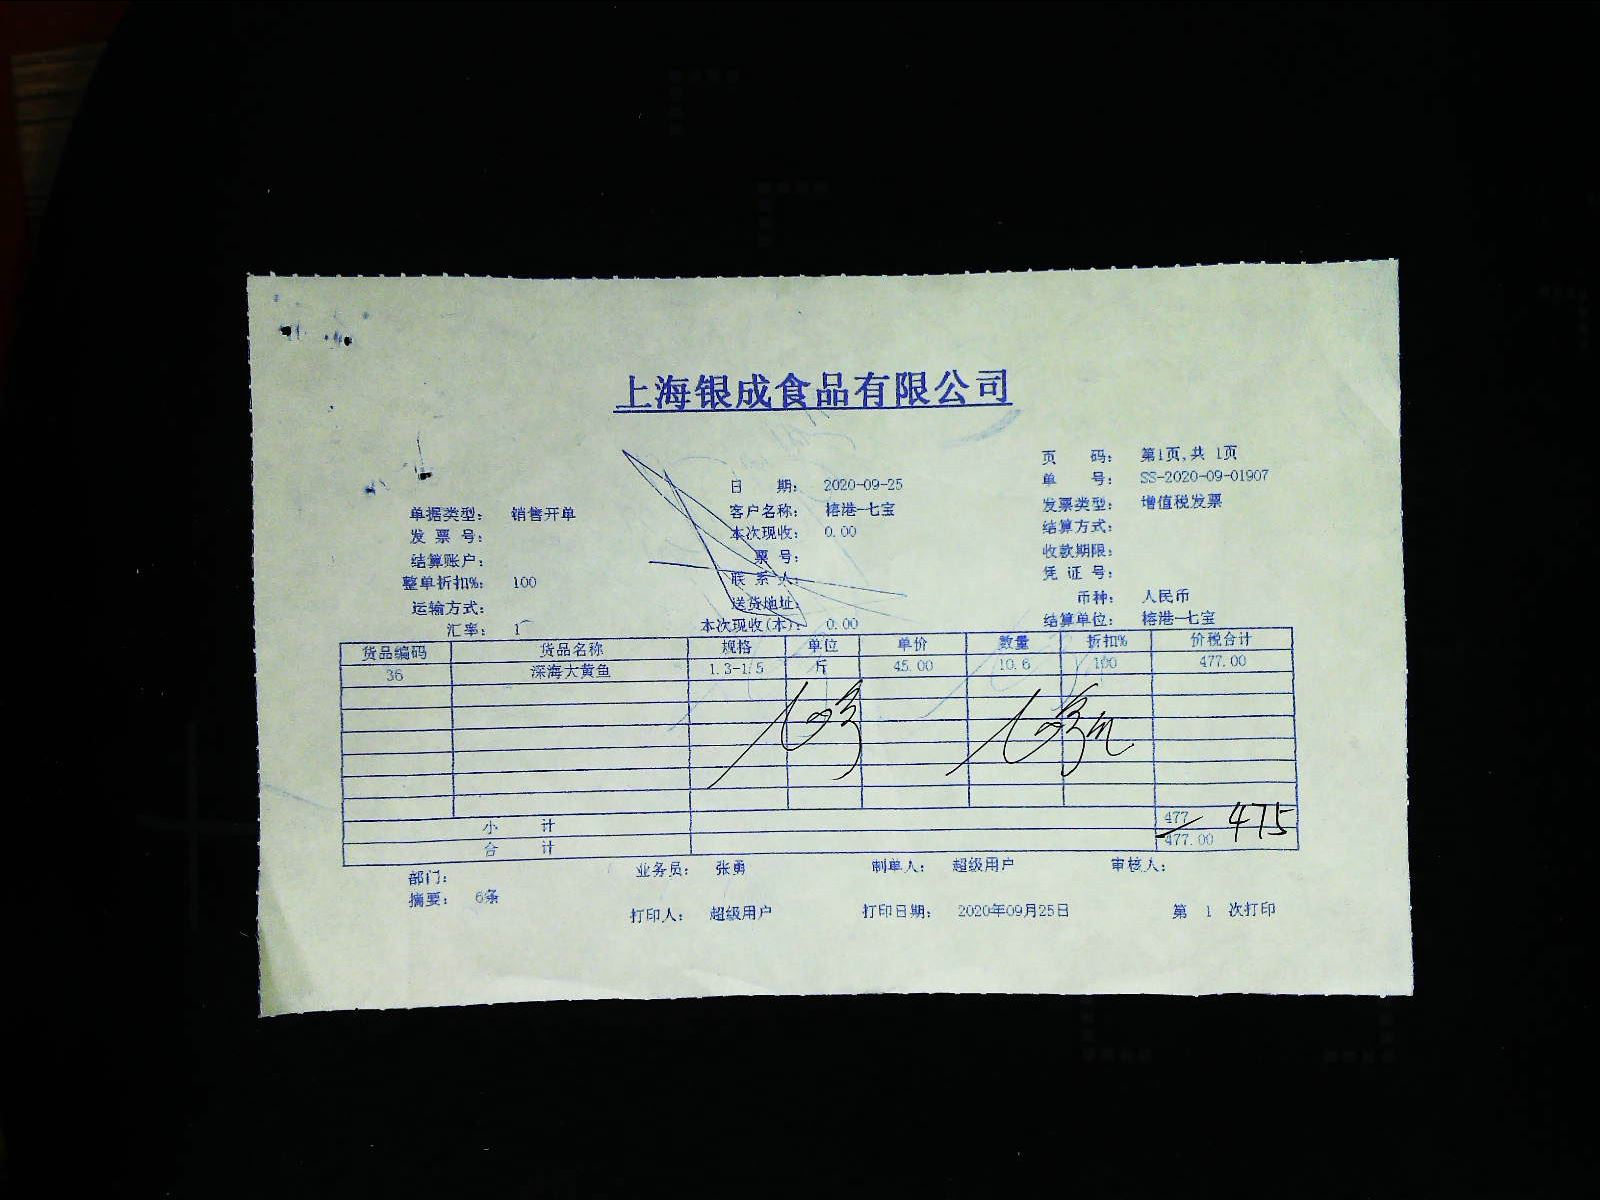 上海银成食品有限公司
页 码： 第1页,共 1页
日 期： 2020-09-25 单 号： SS-2020-09-01907
单据类型： 销售开单 客户名称： 榕港-七宝 发票类型： 增值税发票
发 票 号： 本次现收： 0.00 结算方式：
结算账户： 票 号： 收款期限：
整单折扣%： 100 联 系 人： 凭 证 号：
运输方式： 送货地址： 币种： 人民币
汇率： 1 本次现收(本)： 0.00 结算单位： 榕港-七宝
货品编码 货品名称 规格 单位 单价 数量 折扣% 价税合计
36 深海大黄鱼 1.3-1.5 斤 45.00 10.6 100 477.00
小 计 477 475
合 计 477.00
部门： 业务员： 张勇 制单人： 超级用户 审核人：
摘要： 6条
打印人： 超级用户 打印日期： 2020年09月25日 第 1 次打印